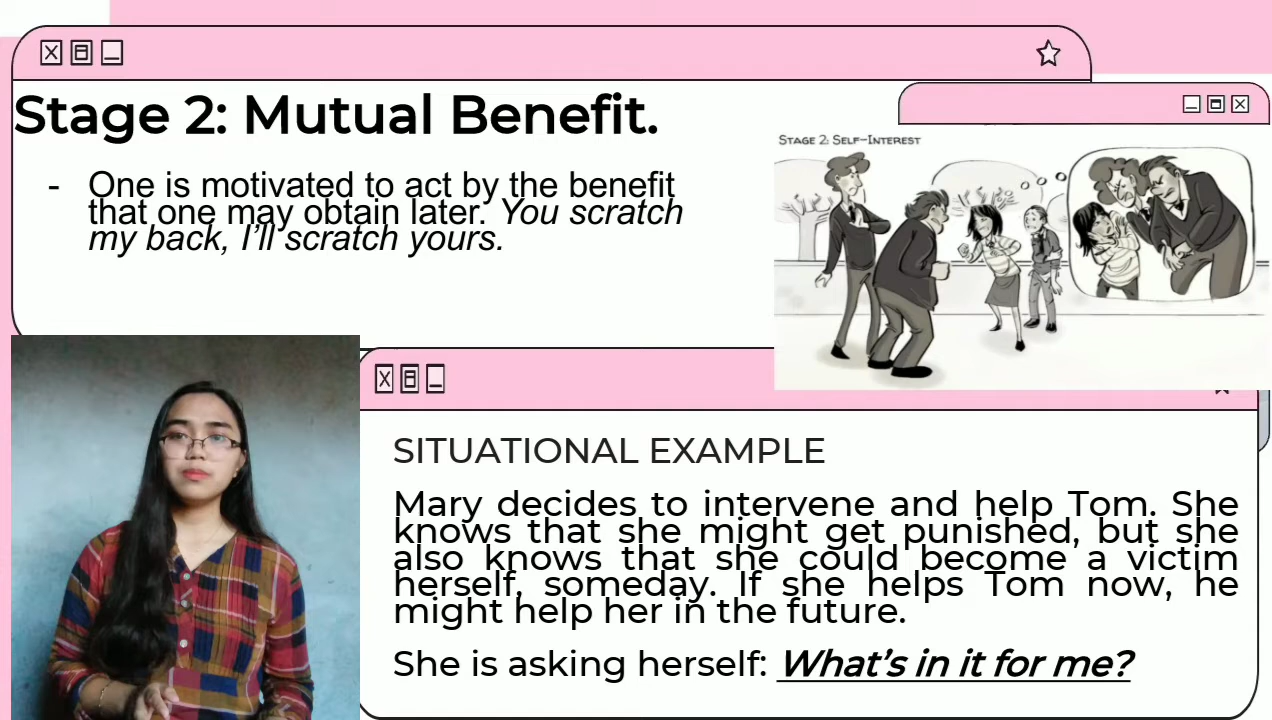 Stage 2: Mutual Benefit.
STAGE 2: SELF-INTEREST
- One is motivated to act by the benefit
that one may obtain later. You scratch
my back, I'll scratch yours.
SITUATIONAL EXAMPLE
Mary decides to intervene and help Tom. She
knows that she might get punished, but she
also knows that she could become a victim
herself, someday. If she helps Tom now, he
might help her in the future.
She is asking herself: What's in it for me?